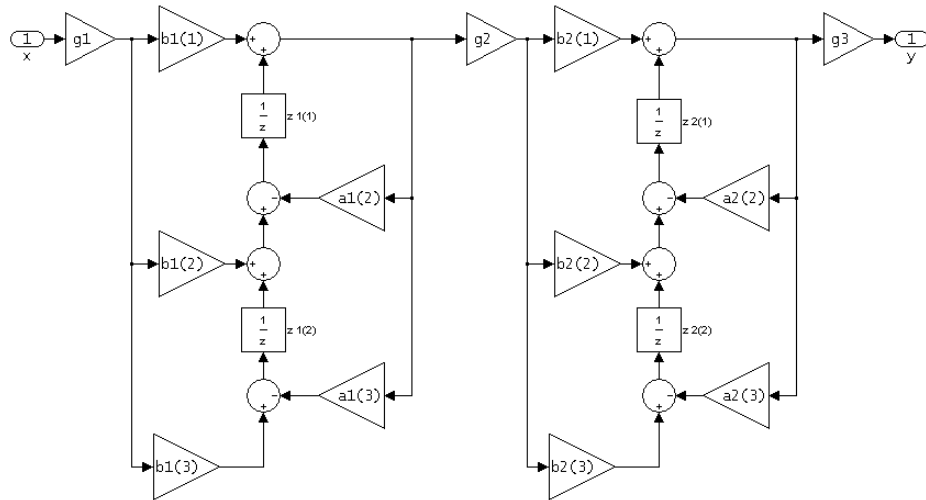 1
x
g1
b1(1)
+
+
g2
b2(1)
+
+
g3
1
y
1
z
z 1(1)
1
z
z 2(1)
-
+
a1(2)
-
+
a2(2)
b1(2)
+
+
b2(2)
+
+
1
z
z 1(2)
1
z
z 2(2)
-
+
a1(3)
-
+
a2(3)
b1(3)
b2(3)